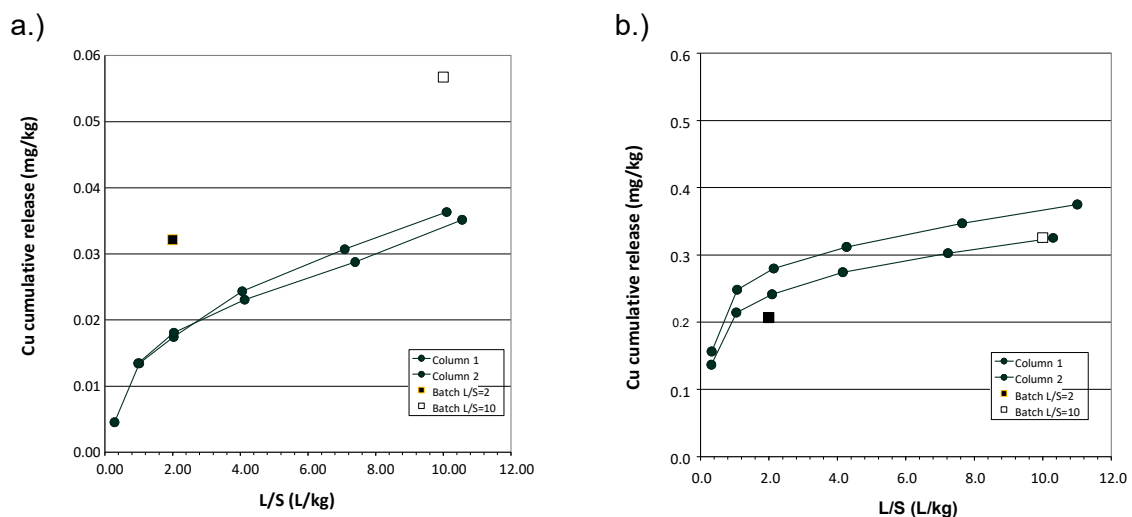 a.)
Cu cumulative release (mg/kg)
0.06
0.05
0.04
0.03
0.02
0.01
0.00
0.00 2.00 4.00 6.00 8.00 10.00 12.00
L/S (L/kg)
Column 1
Column 2
Batch L/S=2
Batch L/S=10
b.)
Cu cumulative release (mg/kg)
0.6
0.5
0.4
0.3
0.2
0.1
0.0
0.0 2.0 4.0 6.0 8.0 10.0 12.0
L/S (L/kg)
Column 1
Column 2
Batch L/S=2
Batch L/S=10